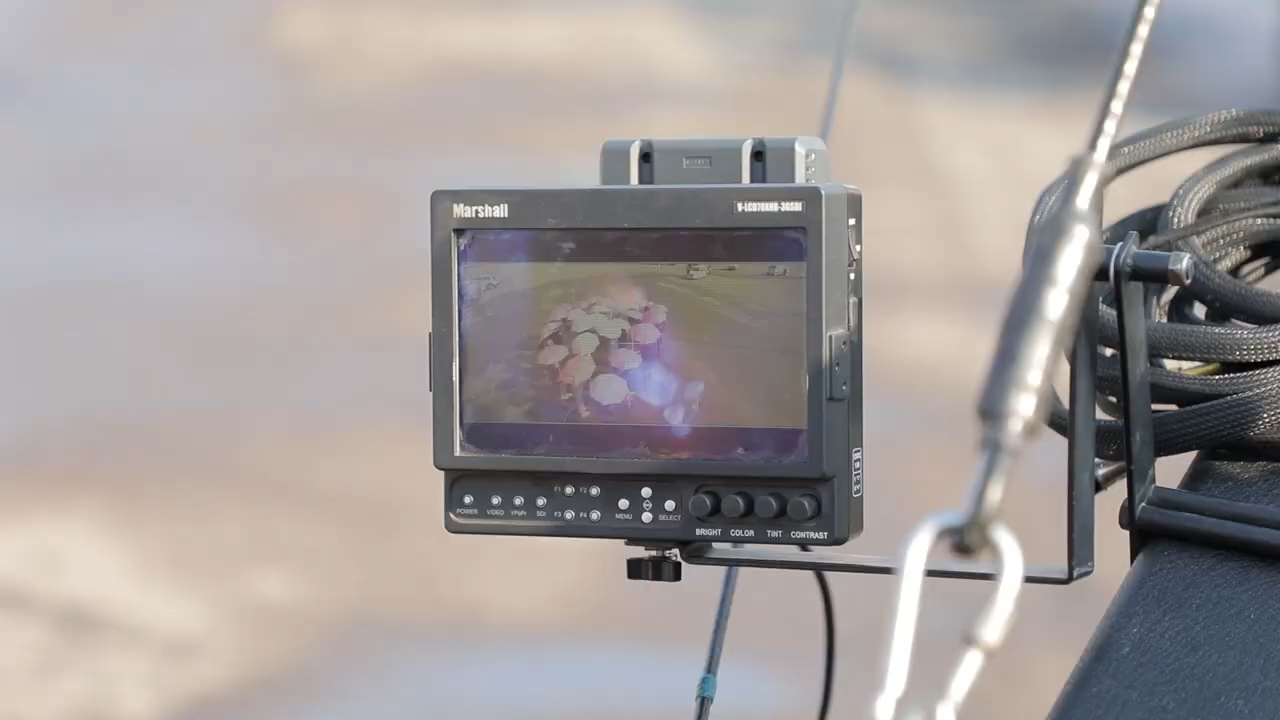 Marshall
V-LCD70XHB-3GSDI
F1 F2
POWER VIDEO YPbPr SDI F3 F4 MENU SELECT
BRIGHT COLOR TINT CONTRAST